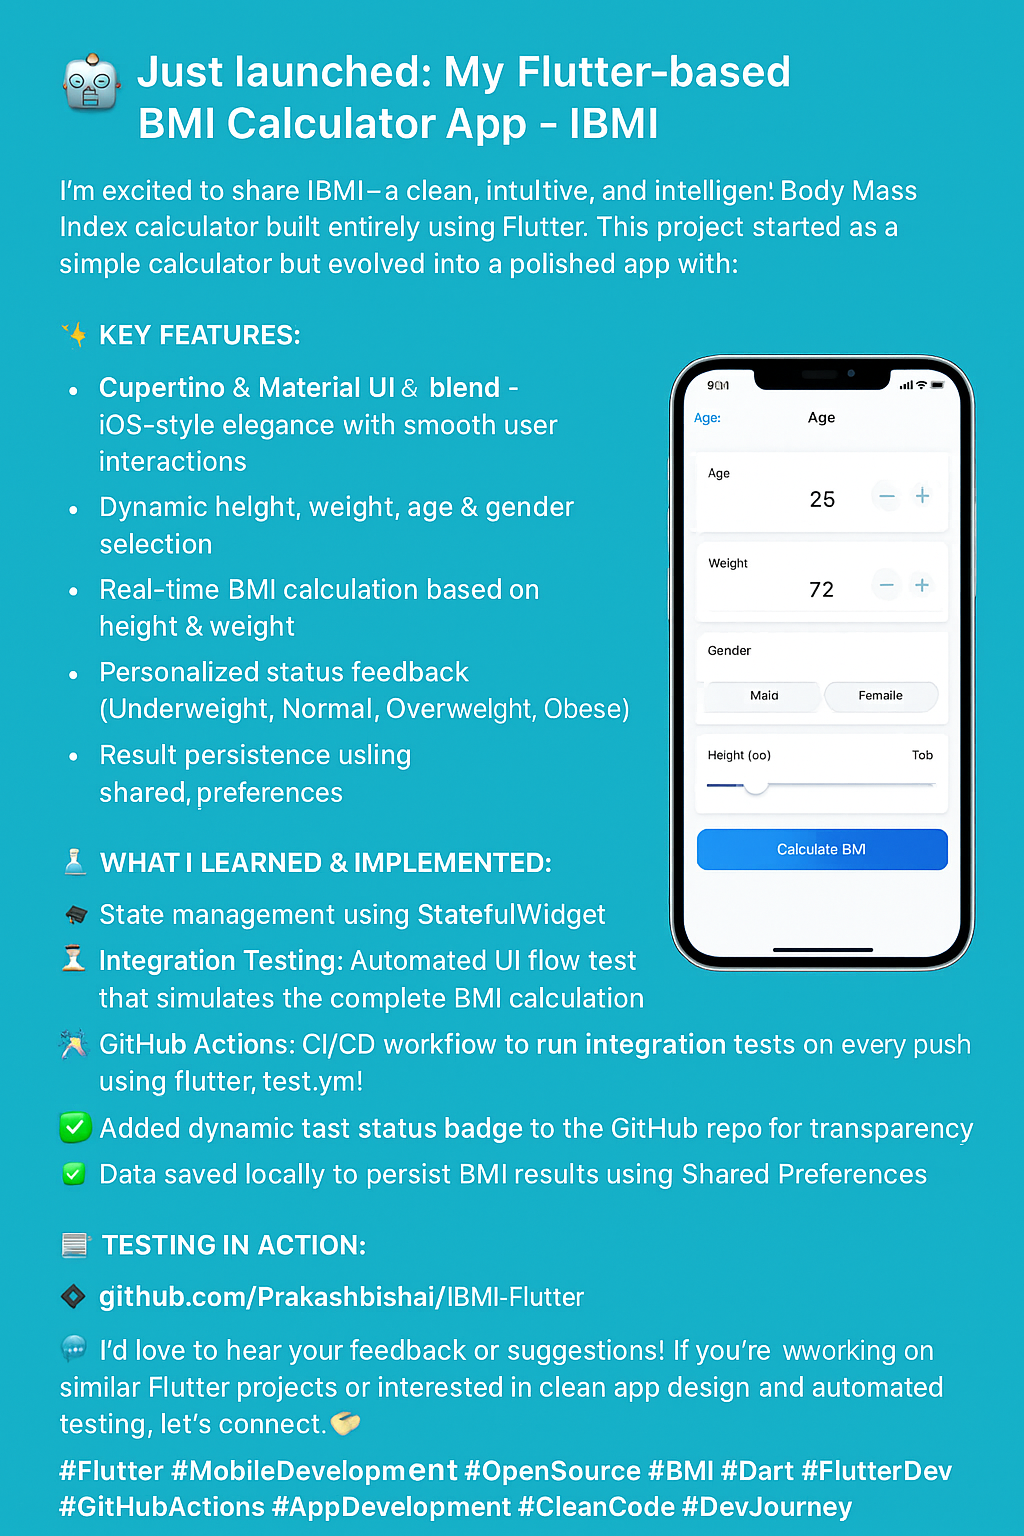 Just launched: My Flutter-based
BMI Calculator App - IBMI
I'm excited to share IBMI–a clean, intultive, and intelligen! Body Mass
Index calculator built entirely using Flutter. This project started as a
simple calculator but evolved into a polished app with:
KEY FEATURES:
• Cupertino & Material UI & blend -
iOS-style elegance with smooth user
interactions
• Dynamic helght, weight, age & gender
selection
• Real-time BMI calculation based on
height & weight
• Personalized status feedback
(Underweight, Normal, Overwelght, Obese)
• Result persistence usling
shared, preferences
Age:
Age
Age
25
− +
Weight
72
− +
Gender
Maid
Femaile
Height (oo)
Tob
Calculate BMI
WHAT I LEARNED & IMPLEMENTED:
State management using StatefulWidget
Integration Testing: Automated UI flow test
that simulates the complete BMI calculation
GitHub Actions: CI/CD workfiow to run integration tests on every push
using flutter, test.ym!
Added dynamic tast status badge to the GitHub repo for transparency
Data saved locally to persist BMI results using Shared Preferences
TESTING IN ACTION:
github.com/Prakashbishai/IBMI-Flutter
I'd love to hear your feedback or suggestions! If you're wworking on
similar Flutter projects or interested in clean app design and automated
testing, let's connect.
#Flutter #MobileDevelopment #OpenSource #BMI #Dart #FlutterDev
#GitHubActions #AppDevelopment #CleanCode #DevJourney